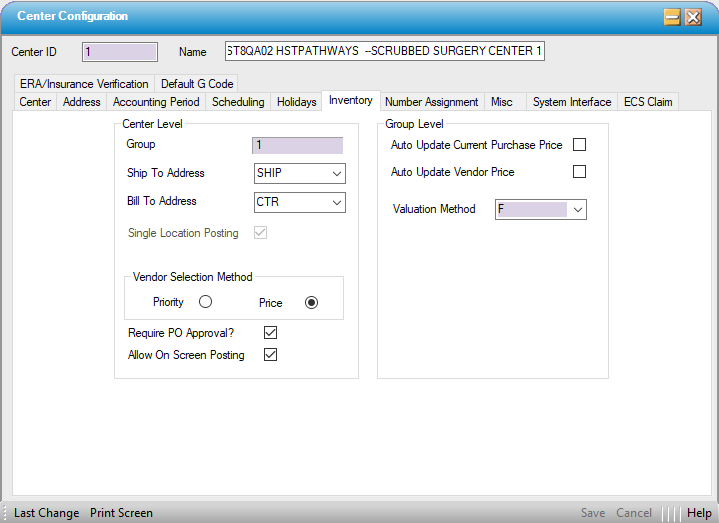 Center Configuration
Center ID 1 Name ST8QA02 HSTPATHWAYS --SCRUBBED SURGERY CENTER 1
ERA/Insurance Verification Default G Code
Center Address Accounting Period Scheduling Holidays Inventory Number Assignment Misc System Interface ECS Claim
Center Level
Group 1
Ship To Address SHIP
Bill To Address CTR
Single Location Posting
Vendor Selection Method
Priority Price
Require PO Approval?
Allow On Screen Posting
Group Level
Auto Update Current Purchase Price
Auto Update Vendor Price
Valuation Method F
Last Change Print Screen Save Cancel Help